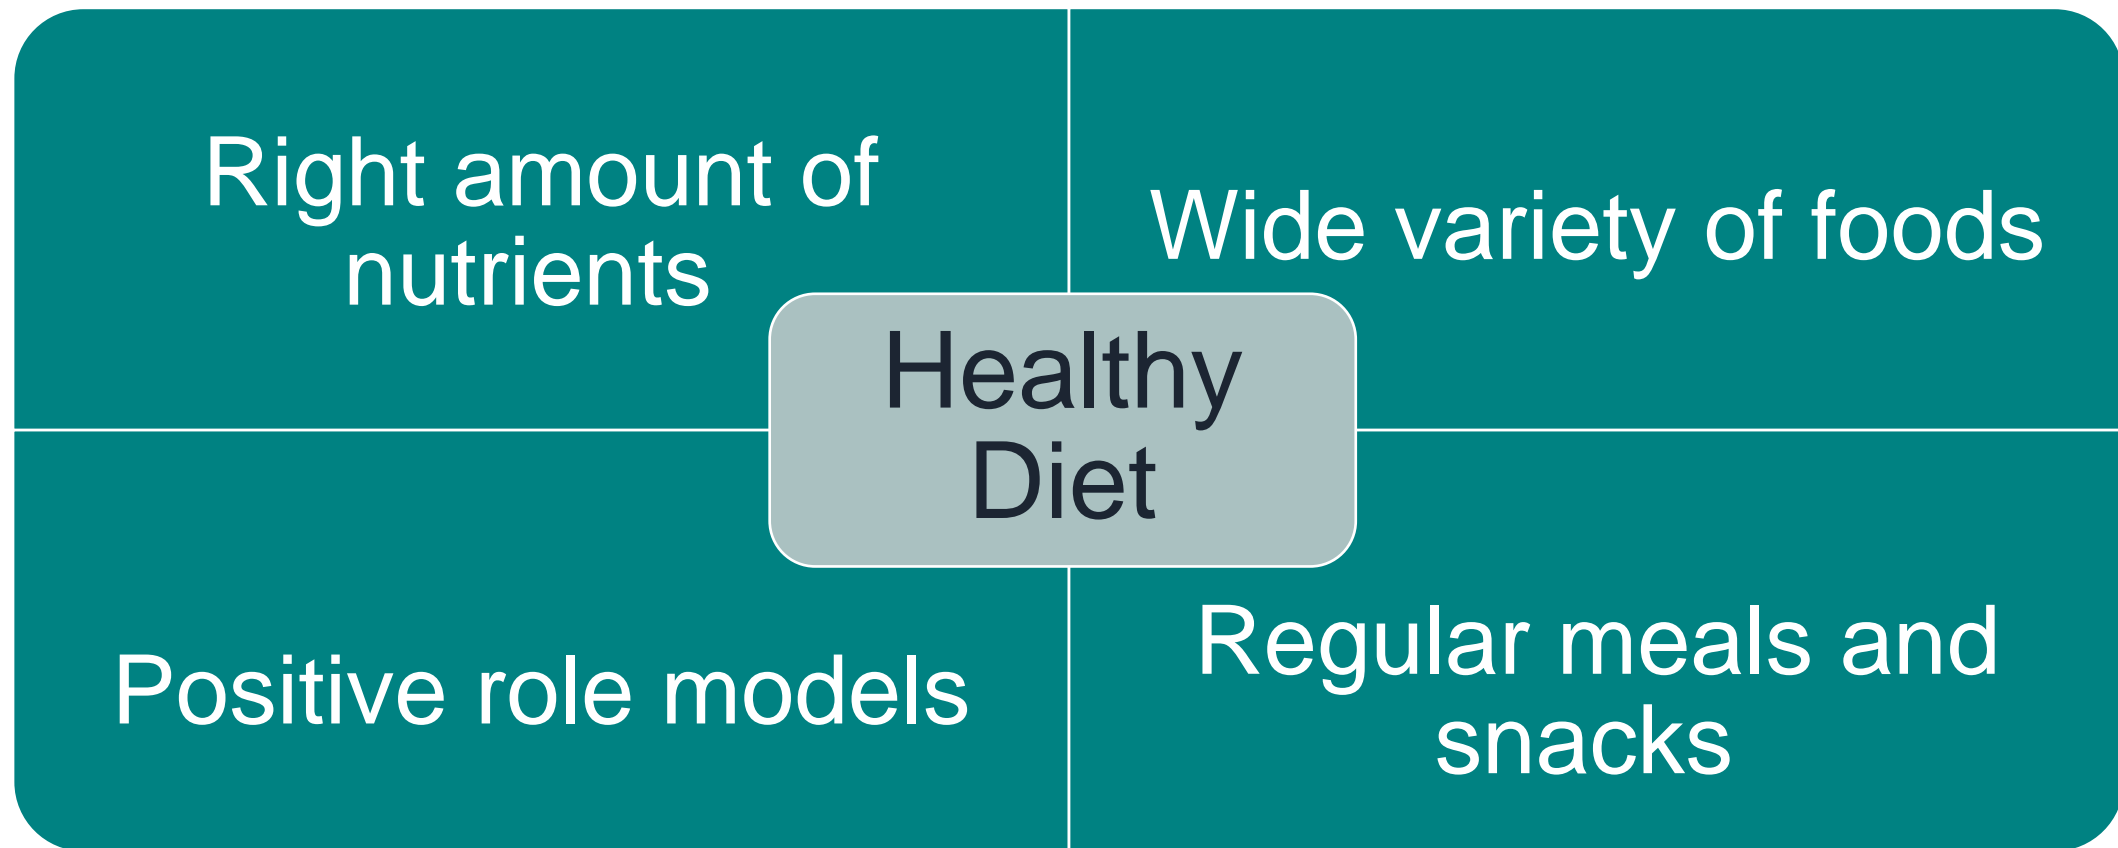 Right amount of
nutrients
Wide variety of foods
Healthy
Diet
Positive role models
Regular meals and
snacks